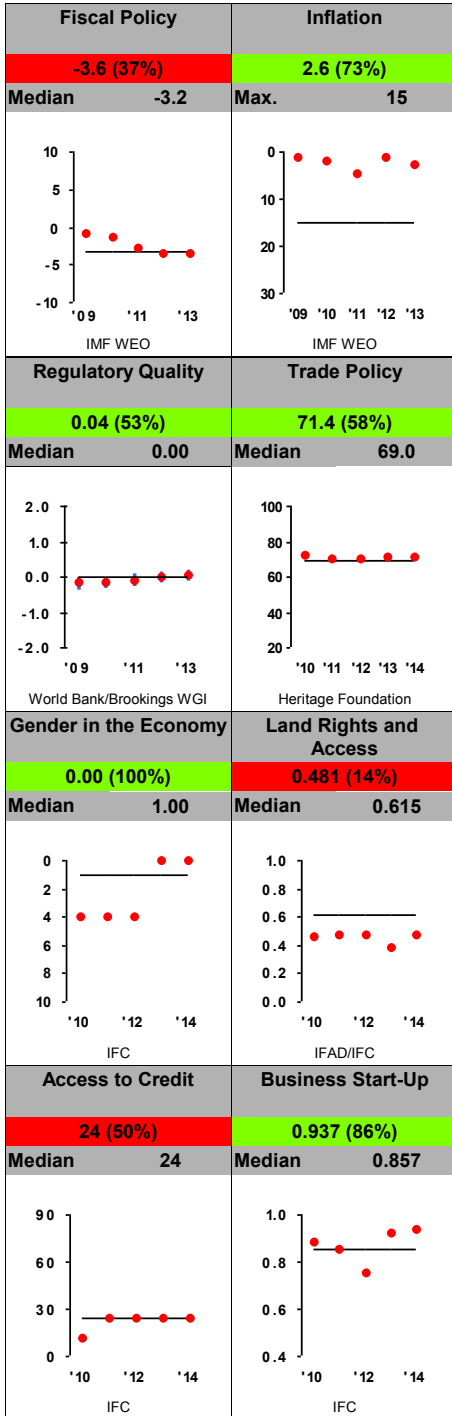 Fiscal Policy
-3.6 (37%)
Median -3.2
10
5
0
-5
-10
'09 '11 '13
IMF WEO
Inflation
2.6 (73%)
Max. 15
0
10
20
30
'09 '10 '11 '12 '13
IMF WEO
Regulatory Quality
0.04 (53%)
Median 0.00
2.0
1.0
0.0
-1.0
-2.0
'09 '11 '13
World Bank/Brookings WGI
Trade Policy
71.4 (58%)
Median 69.0
100
80
60
40
20
'10 '11 '12 '13 '14
Heritage Foundation
Gender in the Economy
0.00 (100%)
Median 1.00
0
2
4
6
8
10
'10 '12 '14
IFC
Land Rights and
Access
0.481 (14%)
Median 0.615
1.0
0.8
0.6
0.4
0.2
0.0
'10 '12 '14
IFAD/IFC
Access to Credit
24 (50%)
Median 24
90
60
30
0
'10 '12 '14
IFC
Business Start-Up
0.937 (86%)
Median 0.857
1.0
0.8
0.6
0.4
'10 '12 '14
IFC